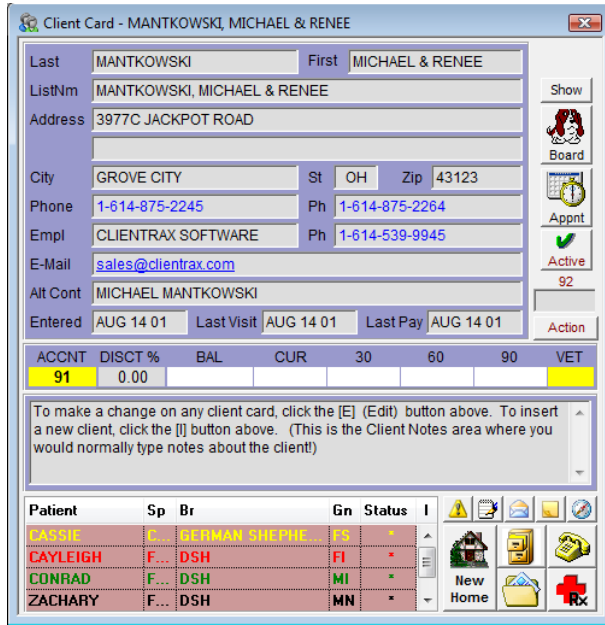 Client Card - MANTKOWSKI, MICHAEL & RENEE
Last MANTKOWSKI First MICHAEL & RENEE
ListNm MANTKOWSKI, MICHAEL & RENEE Show
Address 3977C JACKPOT ROAD
Board
City GROVE CITY St OH Zip 43123
Phone 1-614-875-2245 Ph 1-614-875-2264
Appnt
Empl CLIENTRAX SOFTWARE Ph 1-614-539-9945
E-Mail sales@clientrax.com Active
Alt Cont MICHAEL MANTKOWSKI 92
Entered AUG 14 01 Last Visit AUG 14 01 Last Pay AUG 14 01 Action
ACCNT DISCT % BAL CUR 30 60 90 VET
91 0.00
To make a change on any client card, click the [E] (Edit) button above. To insert
a new client, click the [I] button above. (This is the Client Notes area where you
would normally type notes about the client!)
Patient Sp Br Gn Status I
CASSIE C... GERMAN SHEPHE... FS *
CAYLEIGH F... DSH FI *
CONRAD F... DSH MI *
ZACHARY F... DSH MN *
New
Home
Rx